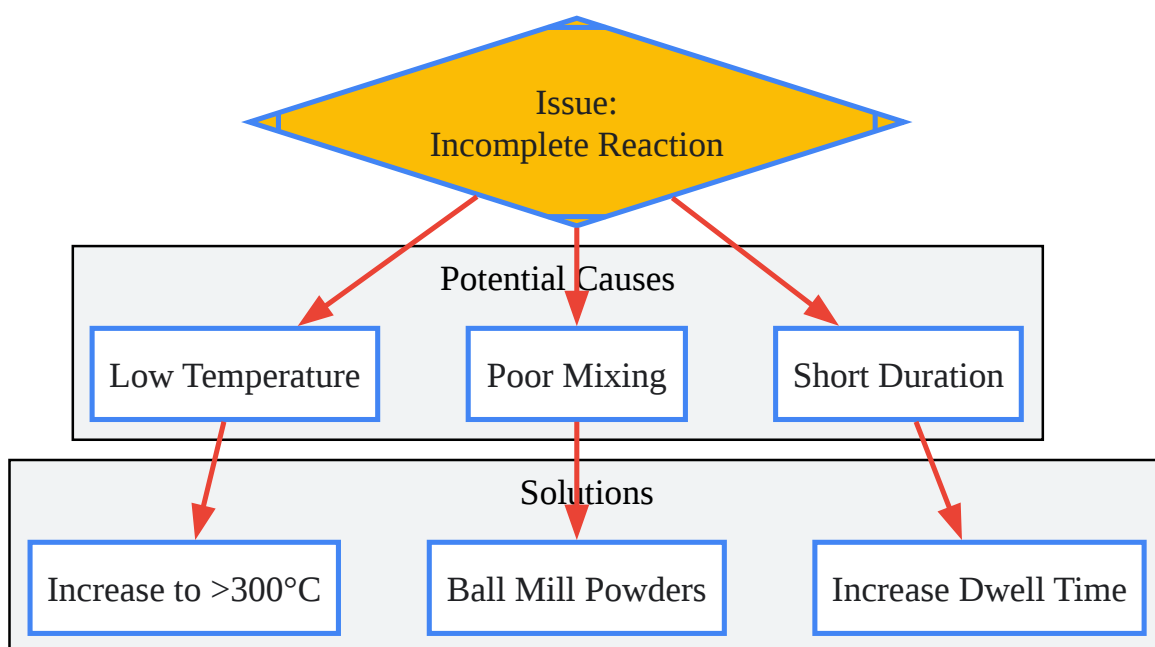 Issue:
Incomplete Reaction
Potential Causes
Low Temperature
Poor Mixing
Short Duration
Solutions
Increase to >300°C
Ball Mill Powders
Increase Dwell Time